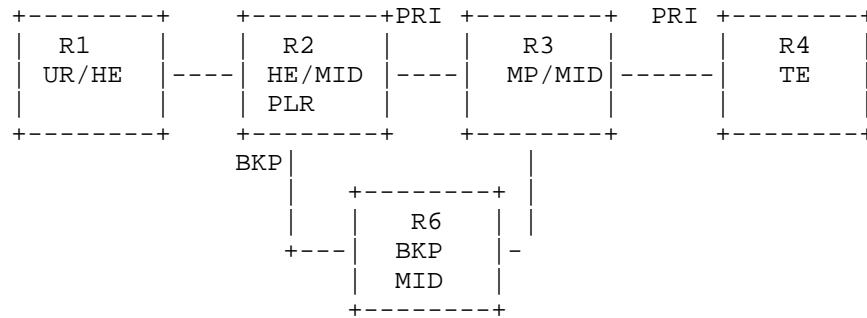 PRI PRI
R1 R2 R3 R4
UR/HE HE/MID MP/MID TE
PLR
BKP
R6
BKP
MID